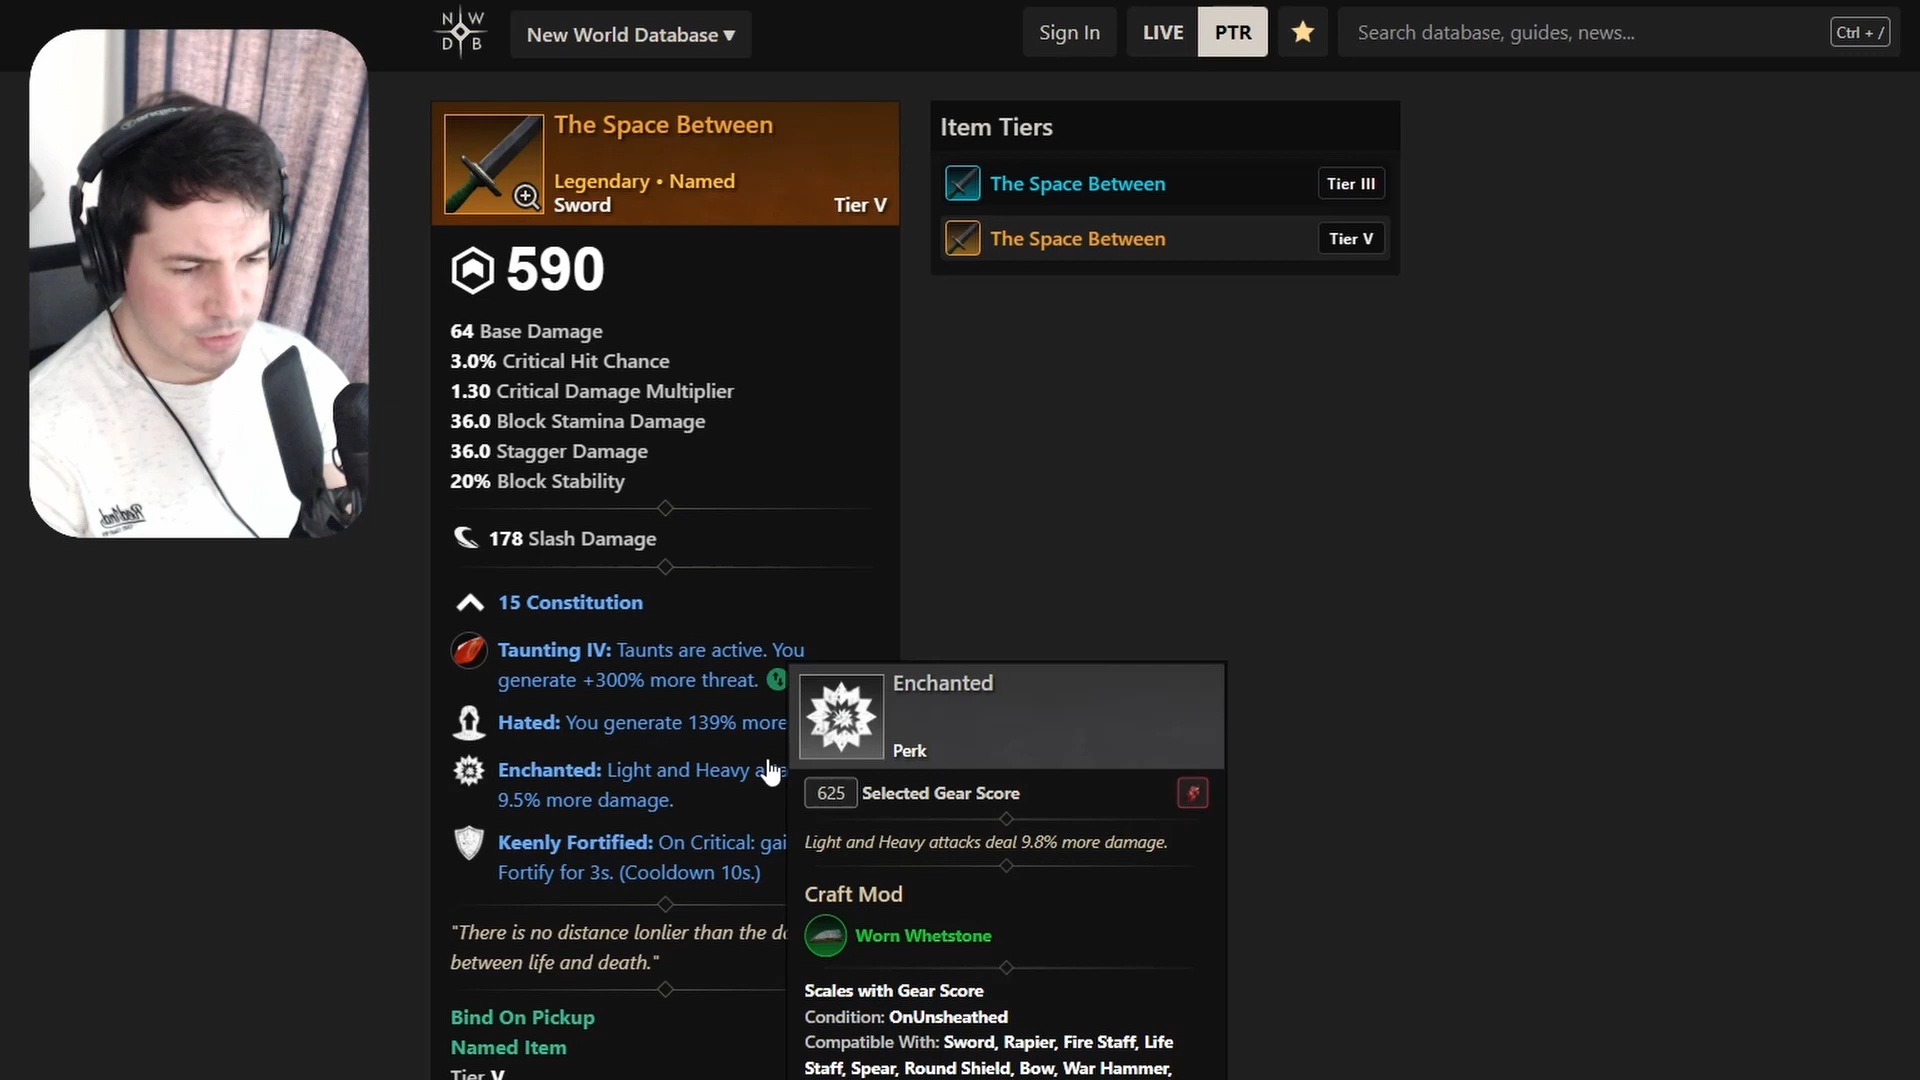 N W
D B
New World Database ▼
Sign In
LIVE
PTR
Search database, guides, news...
Ctrl + /
The Space Between
Legendary • Named
Sword
Tier V
590
64 Base Damage
3.0% Critical Hit Chance
1.30 Critical Damage Multiplier
36.0 Block Stamina Damage
36.0 Stagger Damage
20% Block Stability
178 Slash Damage
15 Constitution
Taunting IV: Taunts are active. You
generate +300% more threat.
Hated: You generate 139% more
Enchanted: Light and Heavy
9.5% more damage.
Keenly Fortified: On Critical:
Fortify for 3s. (Cooldown 10s.)
"There is no distance lonlier than the
between life and death."
Bind On Pickup
Named Item
Tier V
Item Tiers
The Space Between
Tier III
The Space Between
Tier V
Enchanted
Perk
625 Selected Gear Score
Light and Heavy attacks deal 9.8% more damage.
Craft Mod
Worn Whetstone
Scales with Gear Score
Condition: OnUnsheathed
Compatible With: Sword, Rapier, Fire Staff, Life
Staff, Spear, Round Shield, Bow, War Hammer,